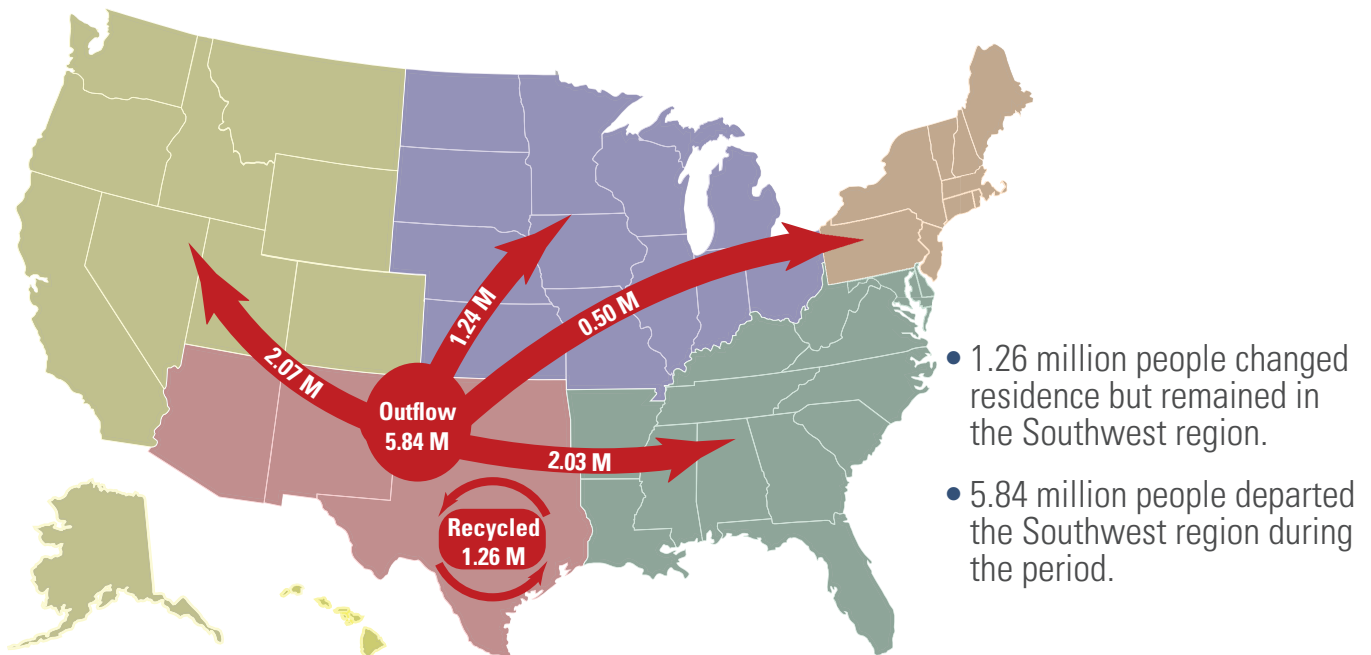 1.24 M
0.50 M
2.07 M
Outflow
5.84 M
2.03 M
Recycled
1.26 M
• 1.26 million people changed
residence but remained in
the Southwest region.
• 5.84 million people departed
the Southwest region during
the period.